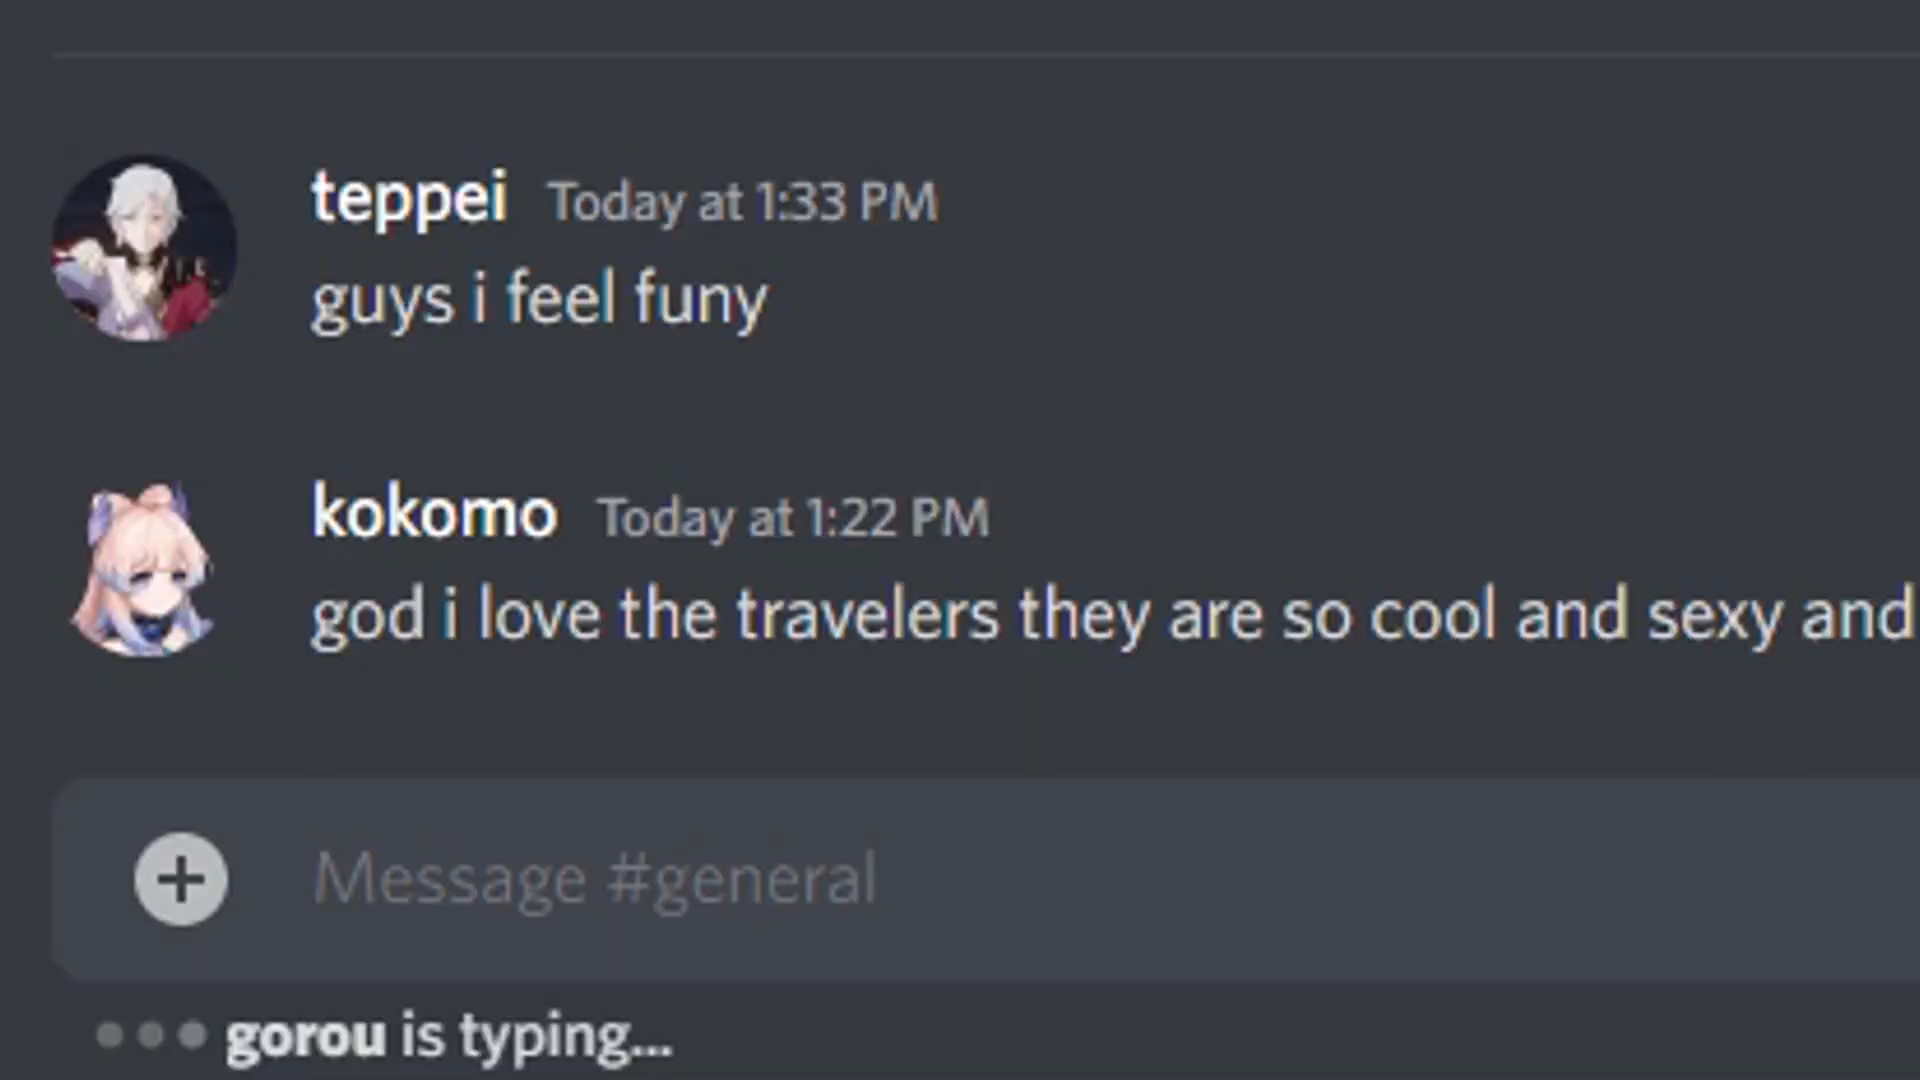 teppei Today at 1:33 PM
guys i feel funy
kokomo Today at 1:22 PM
god i love the travelers they are so cool and sexy and
Message #general
gorou is typing...